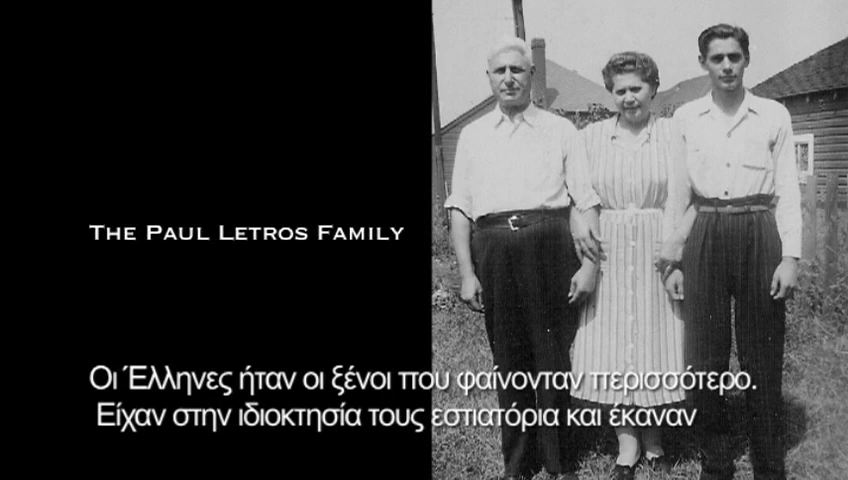 The Paul Letros Family
Οι Έλληνες ήταν οι ξένοι που φαίνονταν περισσότερο.
Είχαν στην ιδιοκτησία τους εστιατόρια και έκαναν